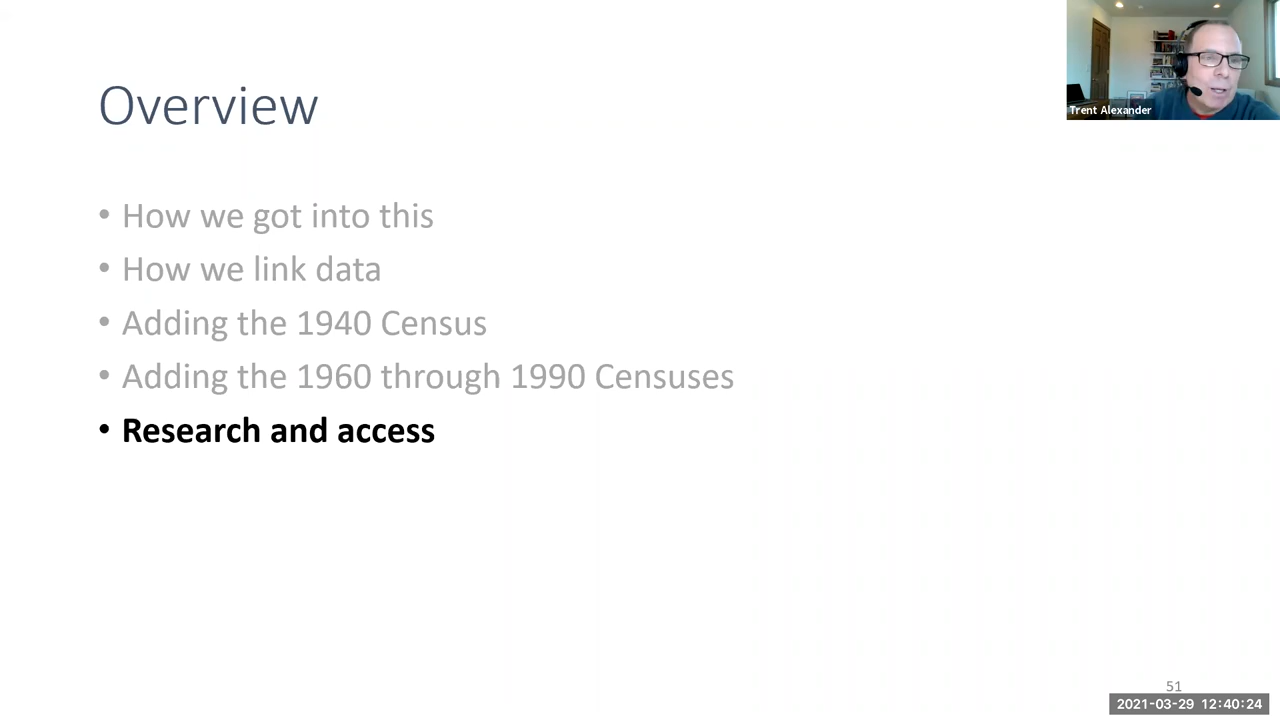 Overview
Trent Alexander
• How we got into this
• How we link data
• Adding the 1940 Census
• Adding the 1960 through 1990 Censuses
• Research and access
51
2021-03-29 12:40:24